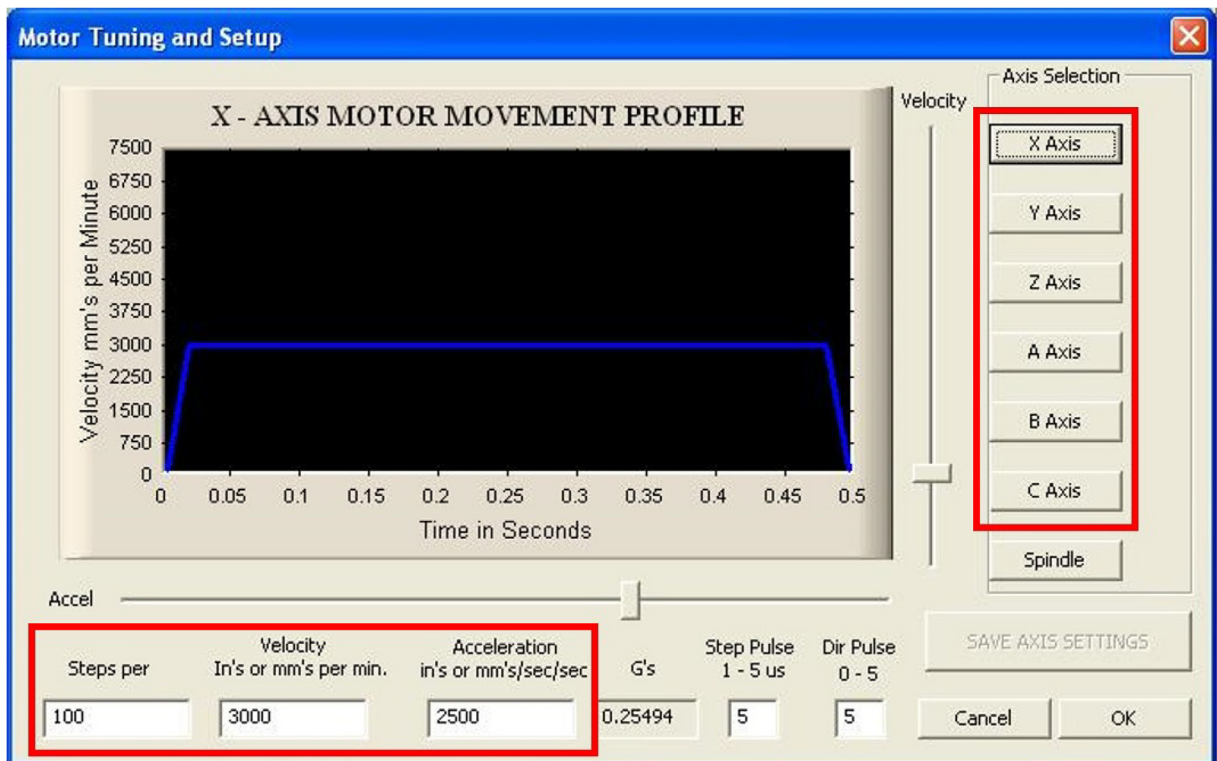 Motor Tuning and Setup
Axis Selection
Velocity
X - AXIS MOTOR MOVEMENT PROFILE
Velocity mm's per Minute
7500
6750
6000
5250
4500
3750
3000
2250
1500
750
0
0 0.05 0.1 0.15 0.2 0.25 0.3 0.35 0.4 0.45 0.5
Time in Seconds
X Axis
Y Axis
Z Axis
A Axis
B Axis
C Axis
Spindle
Accel
Steps per
100
Velocity
In's or mm's per min.
3000
Acceleration
in's or mm's/sec/sec
2500
G's
0.25494
Step Pulse
1 - 5 us
5
Dir Pulse
0 - 5
5
SAVE AXIS SETTINGS
Cancel
OK